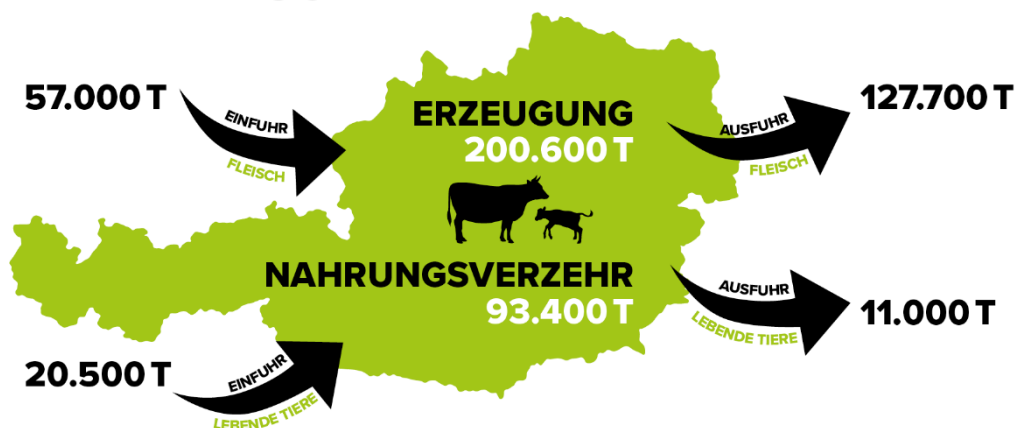 57.000 T
EINFUHR
FLEISCH
ERZEUGUNG
200.600 T
AUSFUHR
FLEISCH
127.700 T
NAHRUNGSVERZEHR
93.400 T
AUSFUHR
LEBENDE TIERE
11.000 T
20.500 T
EINFUHR
LEBENDE TIERE